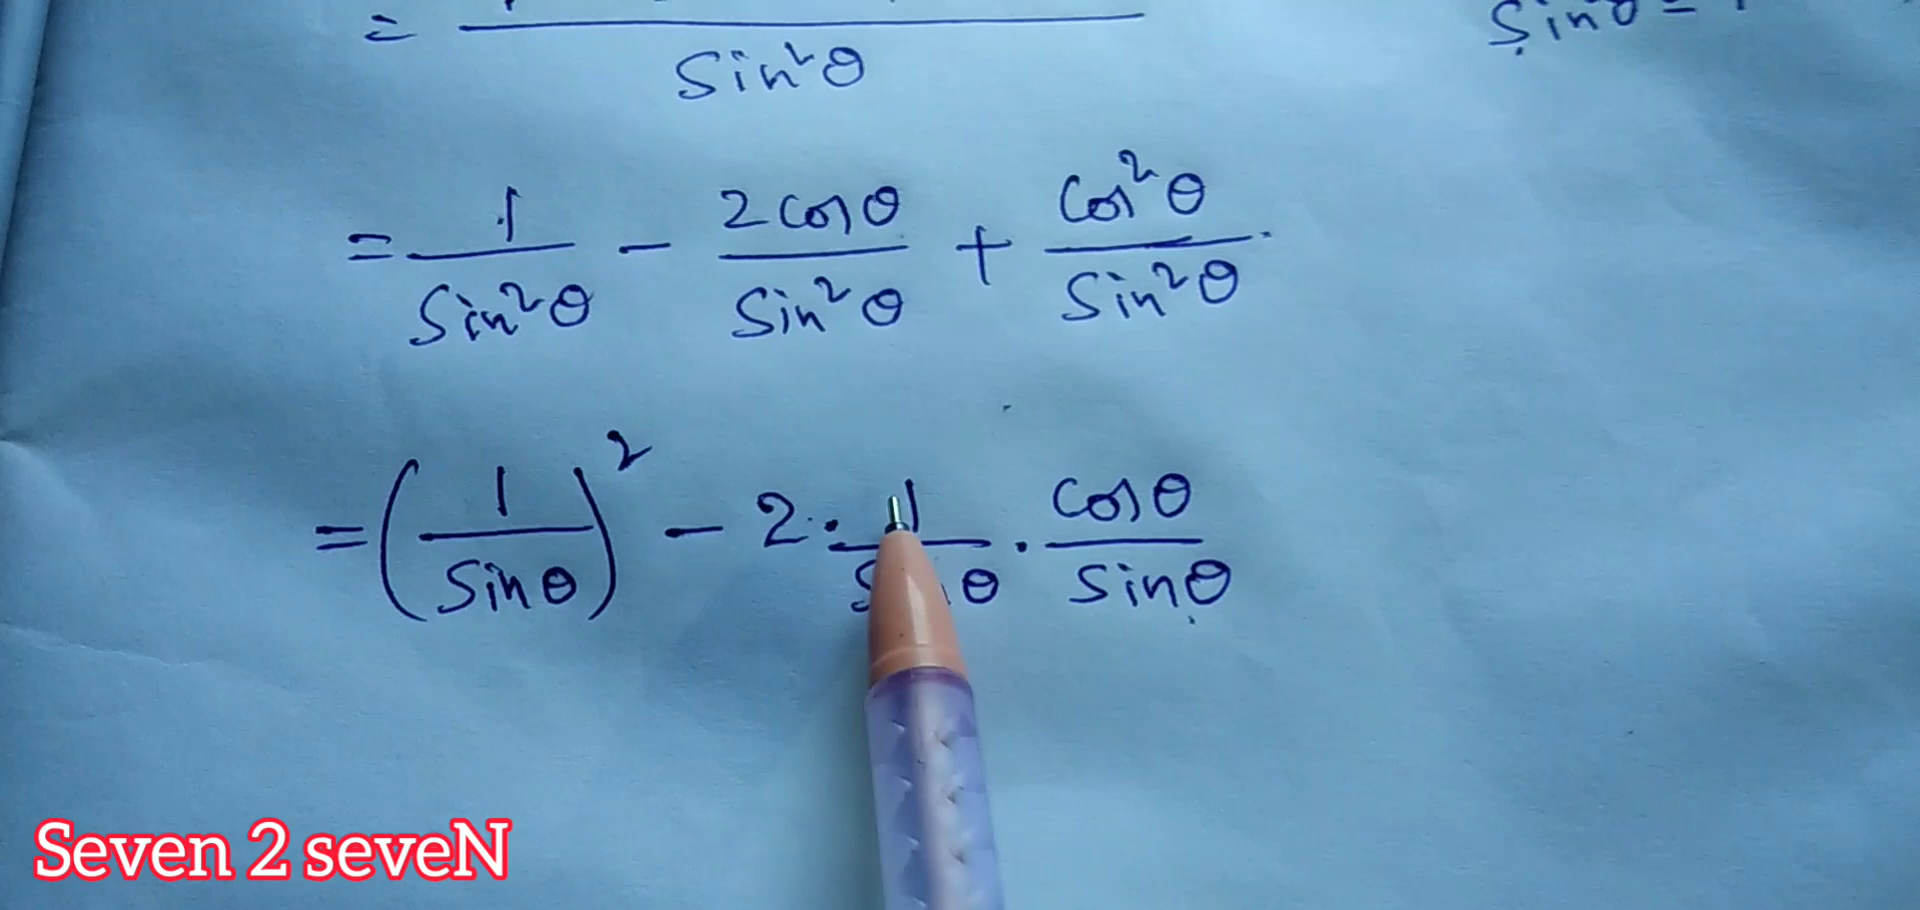 = ─── Sin²θ
Sinθ =
= 1/Sin²θ - 2cosθ/Sin²θ + Cos²θ/Sin²θ
= (1/Sinθ)² - 2 · 1/Sinθ · Cosθ/Sinθ
Seven 2 seveN